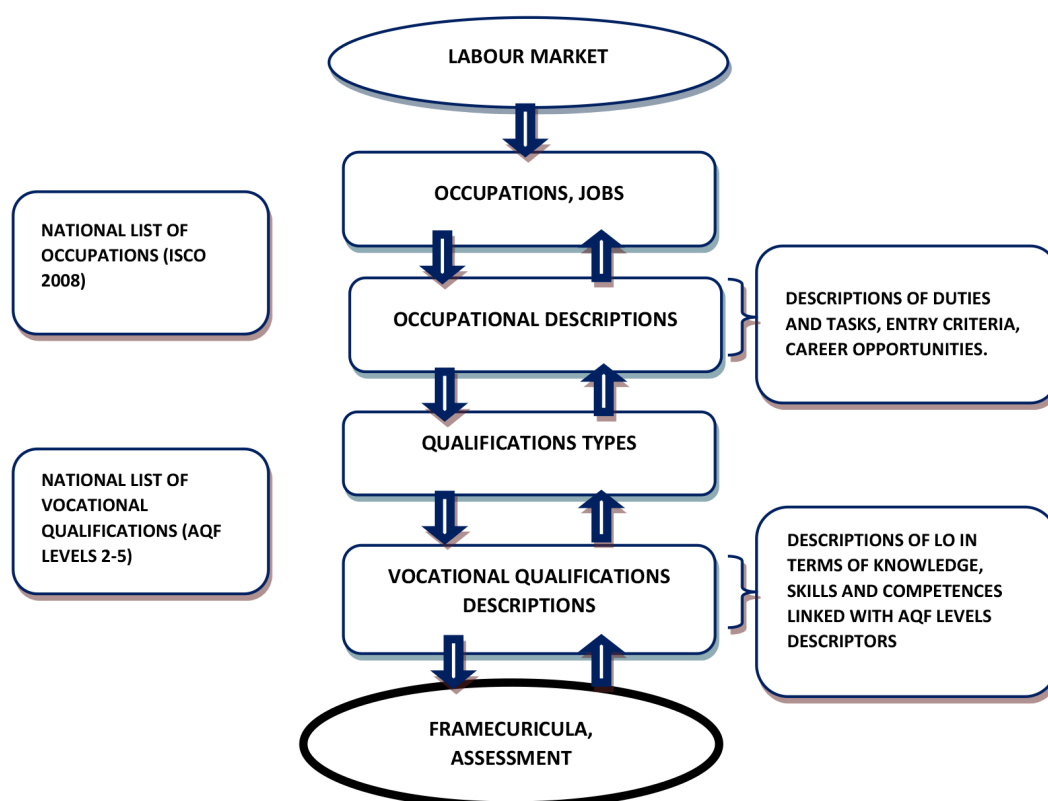 LABOUR MARKET
OCCUPATIONS, JOBS
NATIONAL LIST OF
OCCUPATIONS (ISCO
2008)
OCCUPATIONAL DESCRIPTIONS
DESCRIPTIONS OF DUTIES
AND TASKS, ENTRY CRITERIA,
CAREER OPPORTUNITIES.
QUALIFICATIONS TYPES
NATIONAL LIST OF
VOCATIONAL
QUALIFICATIONS (AQF
LEVELS 2-5)
VOCATIONAL QUALIFICATIONS
DESCRIPTIONS
DESCRIPTIONS OF LO IN
TERMS OF KNOWLEDGE,
SKILLS AND COMPETENCES
LINKED WITH AQF LEVELS
DESCRIPTORS
FRAMECURICULA,
ASSESSMENT